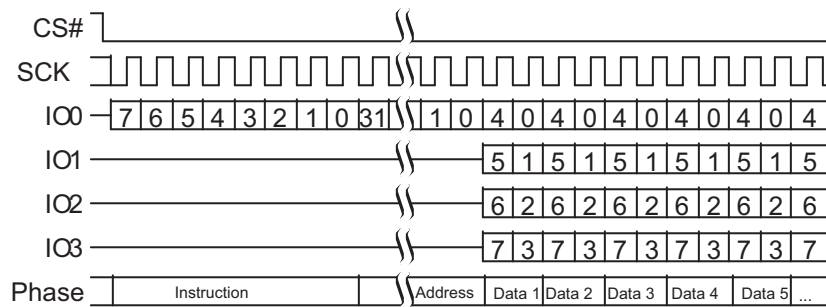 CS#
SCK
IO0 7 6 5 4 3 2 1 0 31 1 0 4 0 4 0 4 0 4 0 4 0 4
IO1 5 1 5 1 5 1 5 1 5 1 5
IO2 6 2 6 2 6 2 6 2 6 2 6
IO3 7 3 7 3 7 3 7 3 7 3 7
Phase Instruction Address Data 1 Data 2 Data 3 Data 4 Data 5 ...